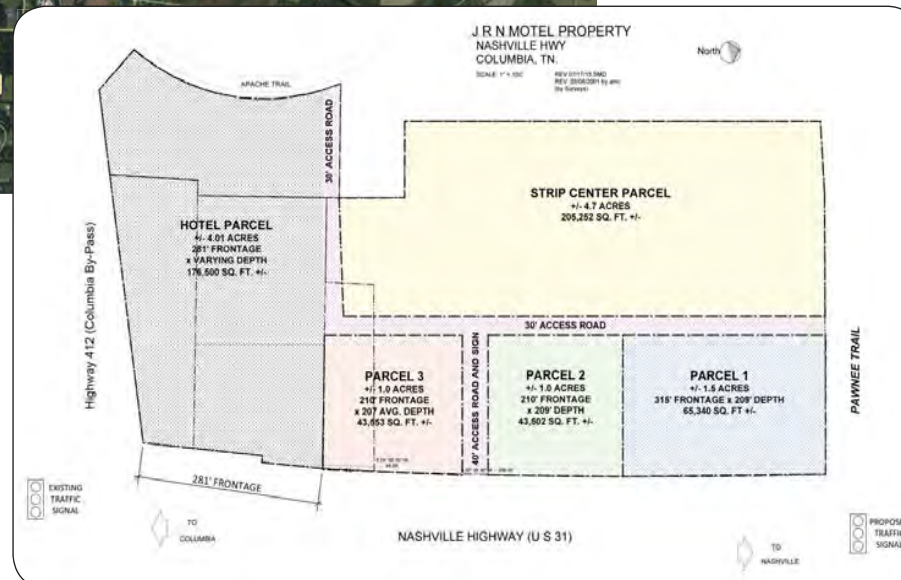 J R N MOTEL PROPERTY
NASHVILLE HWY
COLUMBIA, TN.
North
APACHE TRAIL
30' ACCESS ROAD
STRIP CENTER PARCEL
+/- 4.7 ACRES
205,252 SQ. FT. +/-
HOTEL PARCEL
+/- 4.01 ACRES
281' FRONTAGE
x VARYING DEPTH
176,500 SQ. FT. +/-
Highway 412 (Columbia By-Pass)
30' ACCESS ROAD
PARCEL 3
+/- 1.0 ACRES
210' FRONTAGE
x 207 AVG. DEPTH
SQ. FT. +/-
40' ACCESS ROAD AND SIGN
PARCEL 2
+/- 1.0 ACRES
210' FRONTAGE
x 209' DEPTH
43,602 SQ. FT. +/-
PARCEL 1
+/- 1.5 ACRES
315' FRONTAGE x 209' DEPTH
65,340 SQ. FT +/-
PAWNEE TRAIL
281' FRONTAGE
EXISTING
TRAFFIC
SIGNAL
TO
COLUMBIA
NASHVILLE HIGHWAY (U S 31)
TO
NASHVILLE
PROPOSE
TRAFFI
SIGNAL